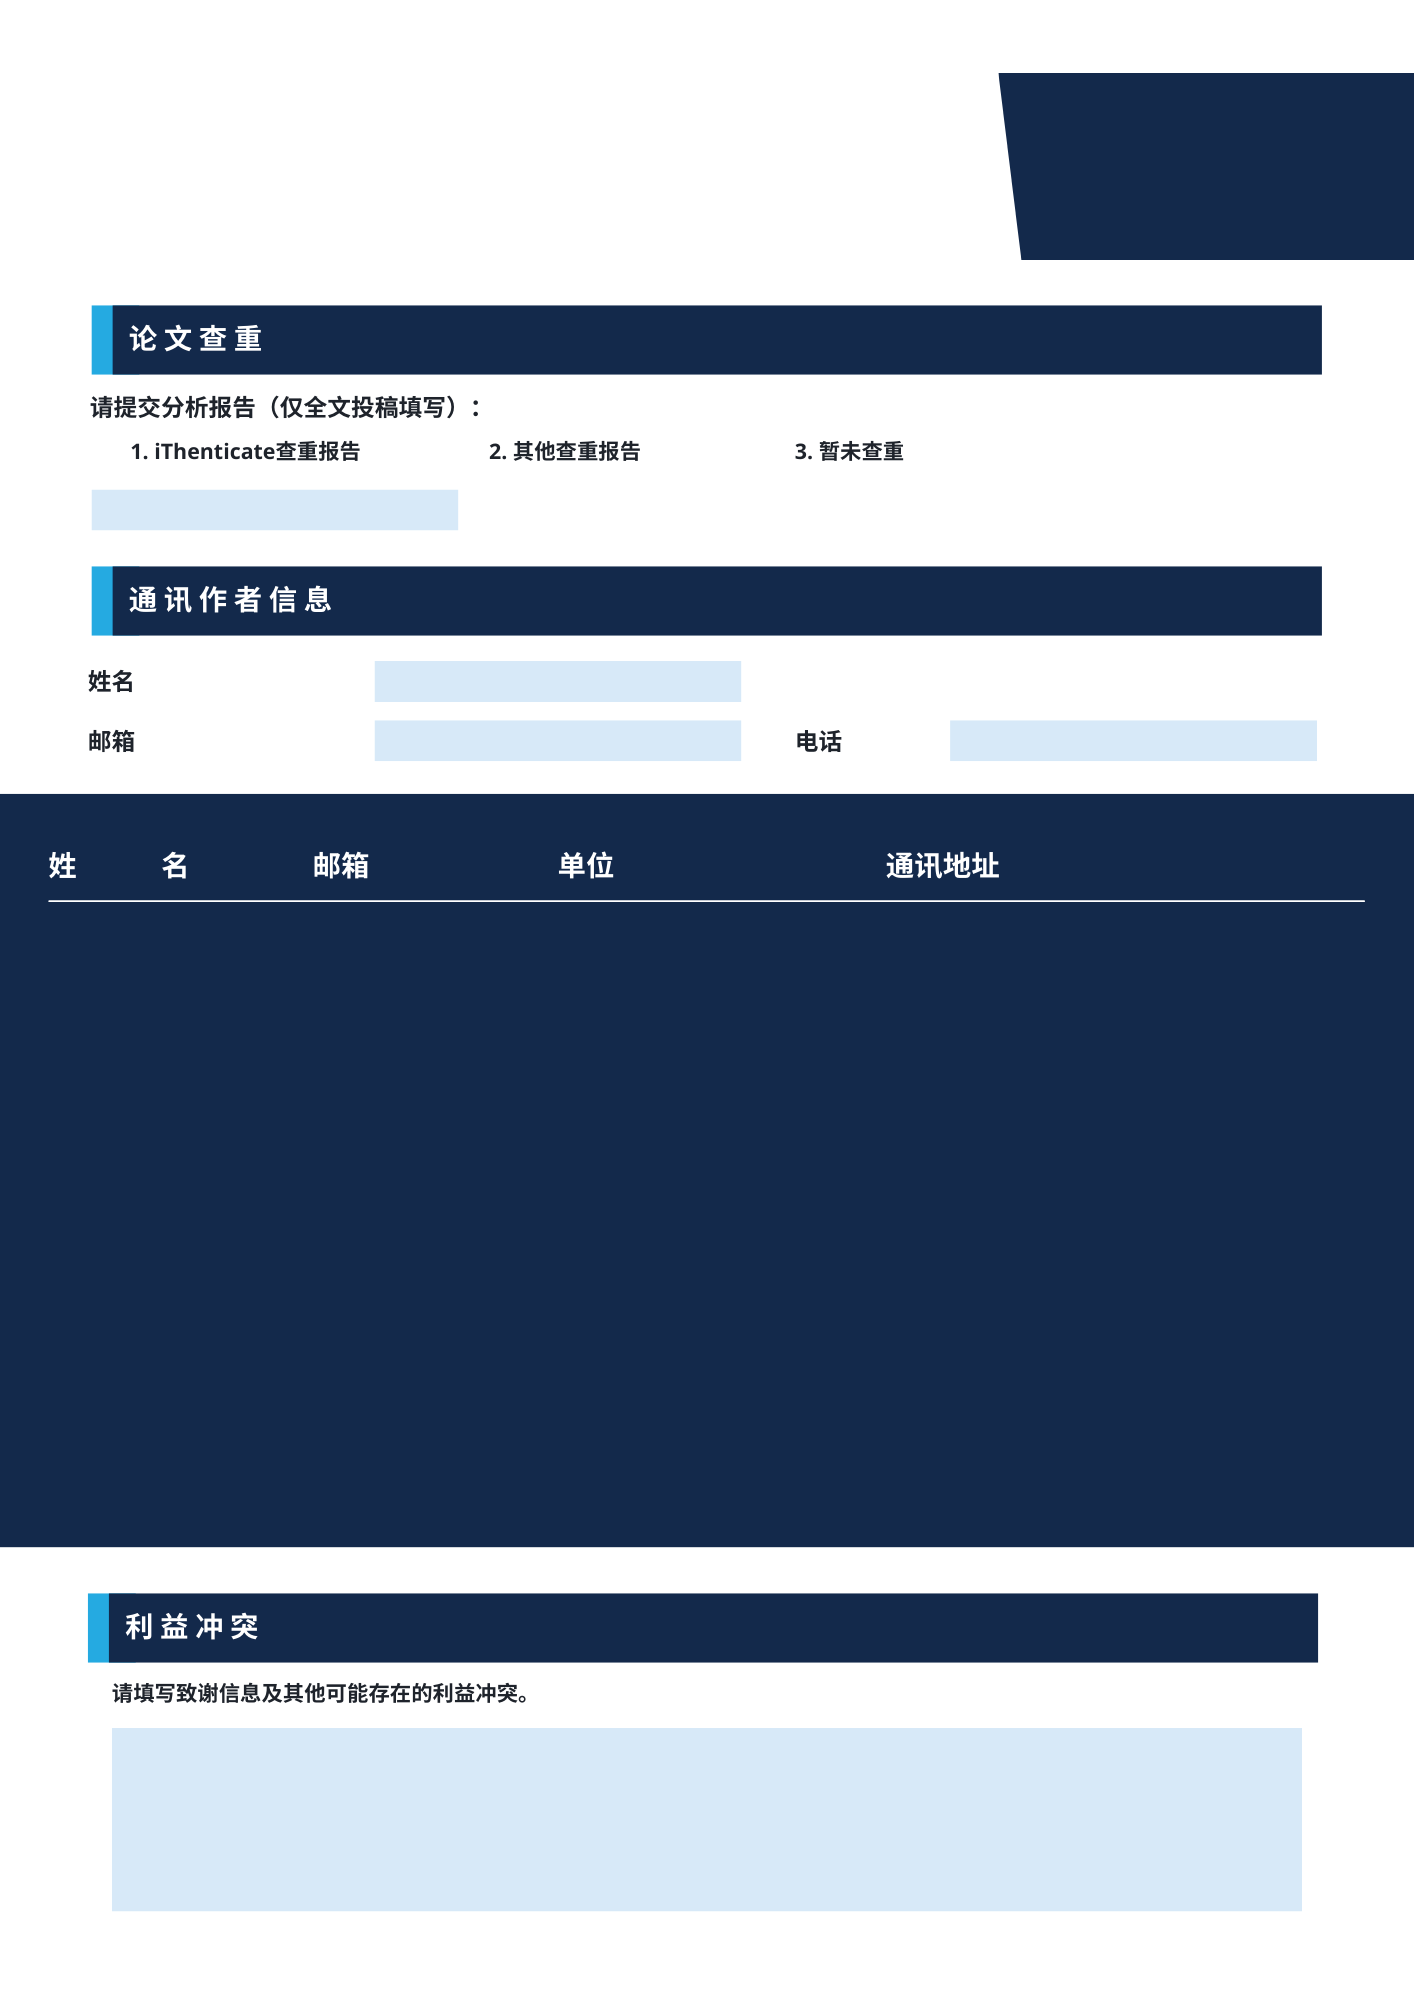 论文查重
请提交分析报告（仅全文投稿填写）：
1. iThenticate查重报告 2. 其他查重报告 3. 暂未查重
通讯作者信息
姓名
邮箱 电话
姓 名 邮箱 单位 通讯地址
利益冲突
请填写致谢信息及其他可能存在的利益冲突。